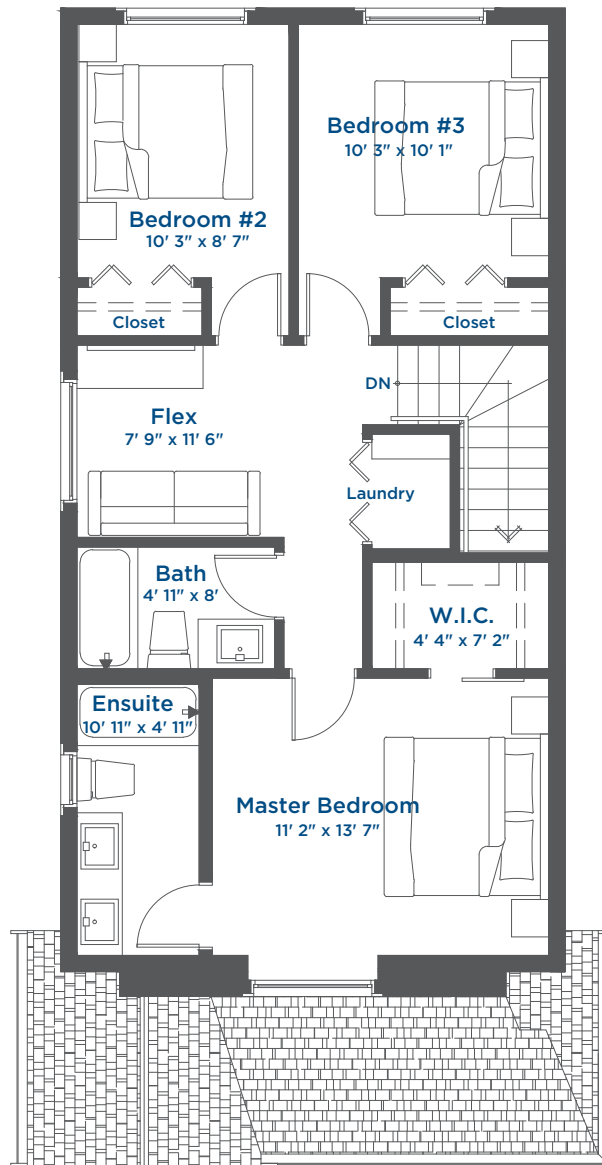 Bedroom #3
10' 3" x 10' 1"
Bedroom #2
10' 3" x 8' 7"
Closet
Closet
DN
Flex
7' 9" x 11' 6"
Laundry
Bath
4' 11" x 8'
W.I.C.
4' 4" x 7' 2"
Ensuite
10' 11" x 4' 11"
Master Bedroom
11' 2" x 13' 7"